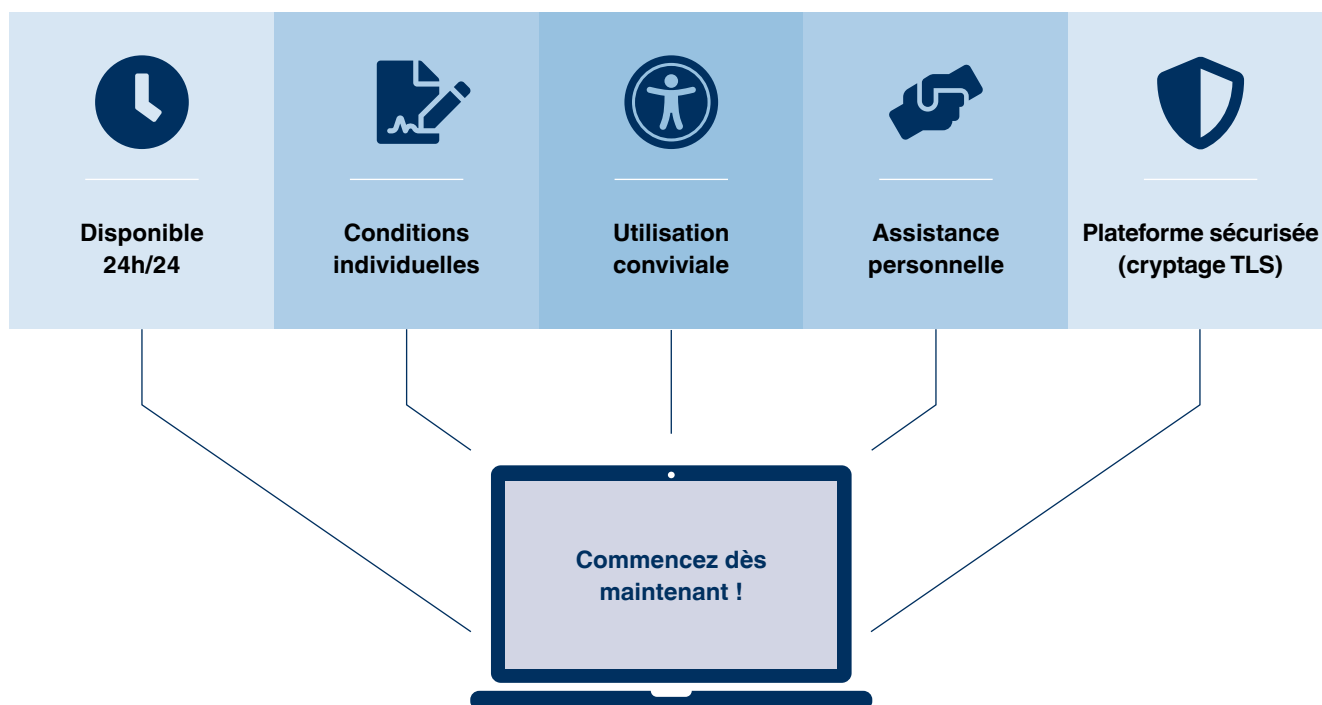 Disponible
24h/24
Conditions
individuelles
Utilisation
conviviale
Assistance
personnelle
Plateforme sécurisée
(cryptage TLS)
Commencez dès
maintenant !